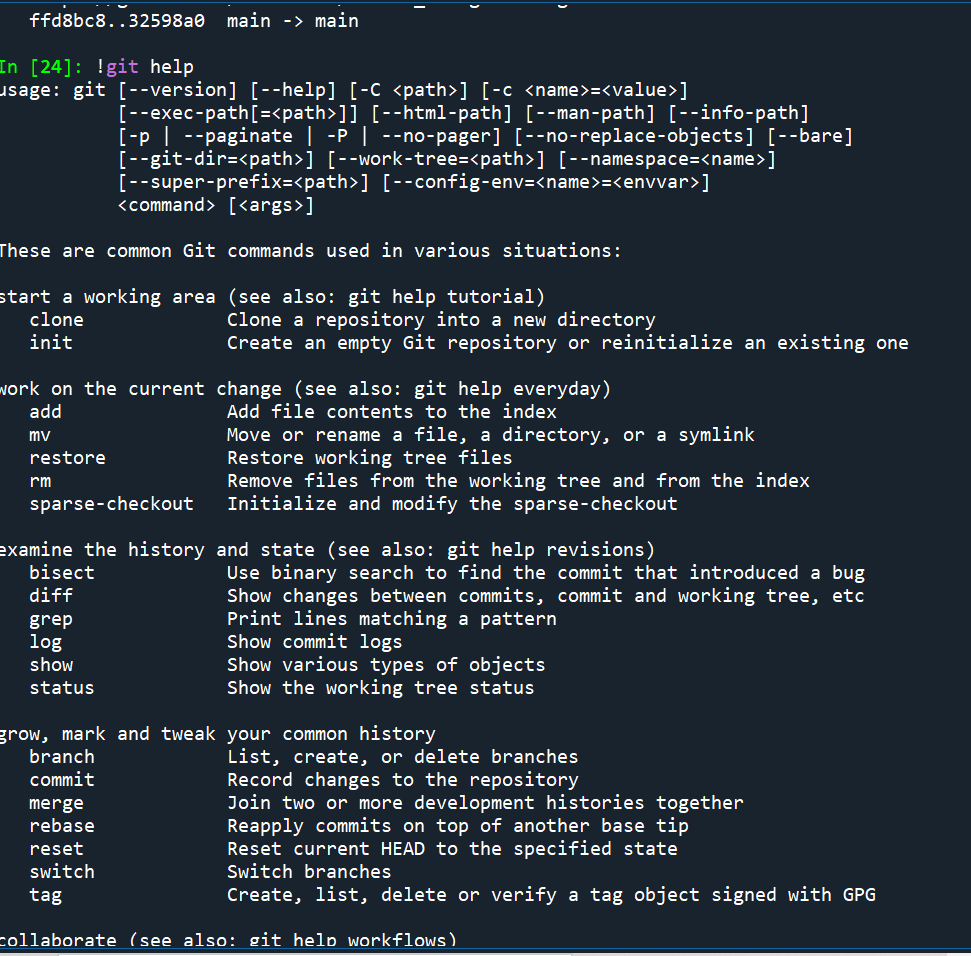 ffd8bc8..32598a0  main -> main
In [24]: !git help
usage: git [--version] [--help] [-C <path>] [-c <name>=<value>]
           [--exec-path[=<path>]] [--html-path] [--man-path] [--info-path]
           [-p | --paginate | -P | --no-pager] [--no-replace-objects] [--bare]
           [--git-dir=<path>] [--work-tree=<path>] [--namespace=<name>]
           [--super-prefix=<path>] [--config-env=<name>=<envvar>]
           <command> [<args>]
These are common Git commands used in various situations:
start a working area (see also: git help tutorial)
   clone             Clone a repository into a new directory
   init              Create an empty Git repository or reinitialize an existing one
work on the current change (see also: git help everyday)
   add               Add file contents to the index
   mv                Move or rename a file, a directory, or a symlink
   restore           Restore working tree files
   rm                Remove files from the working tree and from the index
   sparse-checkout   Initialize and modify the sparse-checkout
examine the history and state (see also: git help revisions)
   bisect            Use binary search to find the commit that introduced a bug
   diff              Show changes between commits, commit and working tree, etc
   grep              Print lines matching a pattern
   log               Show commit logs
   show              Show various types of objects
   status            Show the working tree status
grow, mark and tweak your common history
   branch            List, create, or delete branches
   commit            Record changes to the repository
   merge             Join two or more development histories together
   rebase            Reapply commits on top of another base tip
   reset             Reset current HEAD to the specified state
   switch            Switch branches
   tag               Create, list, delete or verify a tag object signed with GPG
collaborate (see also: git help workflows)